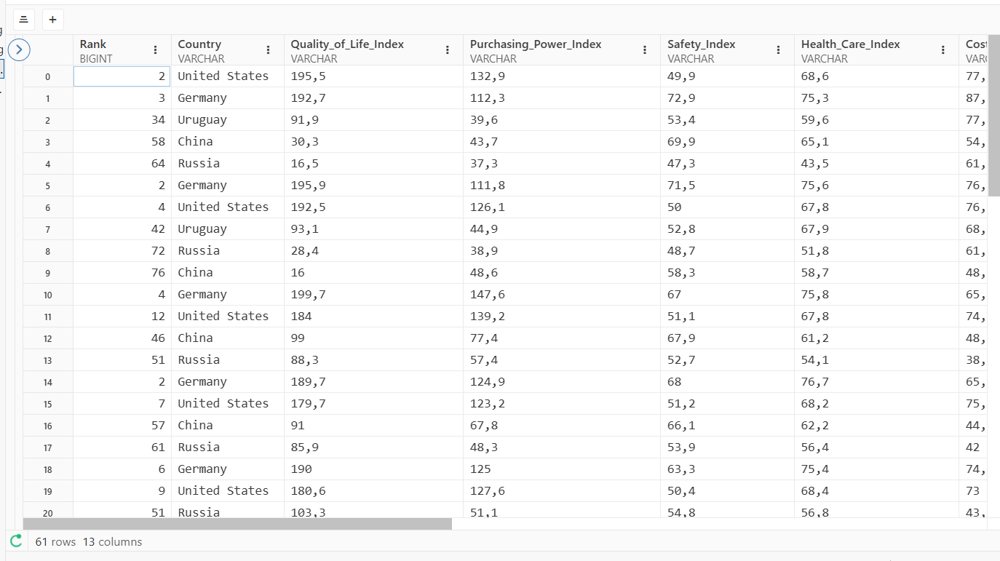 +
Rank Country Quality_of_Life_Index Purchasing_Power_Index Safety_Index Health_Care_Index Cost
BIGINT VARCHAR VARCHAR VARCHAR VARCHAR VARCHAR VARC
0 2 United States 195,5 132,9 49,9 68,6 77,
1 3 Germany 192,7 112,3 72,9 75,3 87,
2 34 Uruguay 91,9 39,6 53,4 59,6 77,
3 58 China 30,3 43,7 69,9 65,1 54,
4 64 Russia 16,5 37,3 47,3 43,5 61,
5 2 Germany 195,9 111,8 71,5 75,6 76,
6 4 United States 192,5 126,1 50 67,8 76,
7 42 Uruguay 93,1 44,9 52,8 67,9 68,
8 72 Russia 28,4 38,9 48,7 51,8 61,
9 76 China 16 48,6 58,3 58,7 48,
10 4 Germany 199,7 147,6 67 75,8 65,
11 12 United States 184 139,2 51,1 67,8 74,
12 46 China 99 77,4 67,9 61,2 48,
13 51 Russia 88,3 57,4 52,7 54,1 38,
14 2 Germany 189,7 124,9 68 76,7 65,
15 7 United States 179,7 123,2 51,2 68,2 75,
16 57 China 91 67,8 66,1 62,2 44,
17 61 Russia 85,9 48,3 53,9 56,4 42
18 6 Germany 190 125 63,3 75,4 74,
19 9 United States 180,6 127,6 50,4 68,4 73
20 51 Russia 103,3 51,1 54,8 56,8 43,
61 rows 13 columns